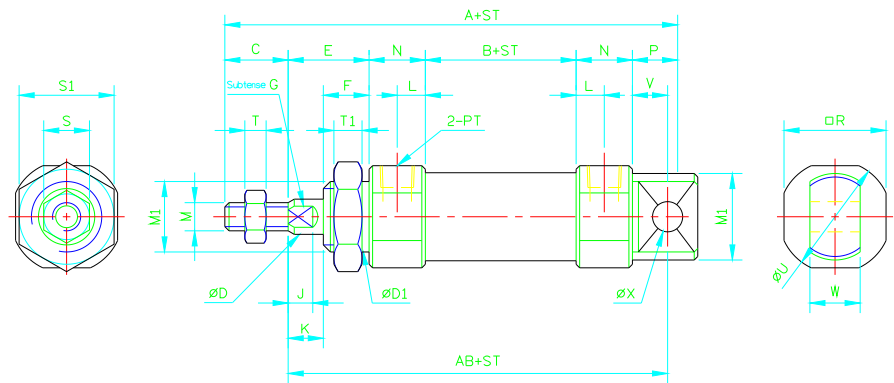 A+ST
C E N B+ST N P
S1 Subtense G F L L V □R
S T T1 2-PT
M1 M M1
ØD J ØD1 ØX ØU W
K
AB+ST